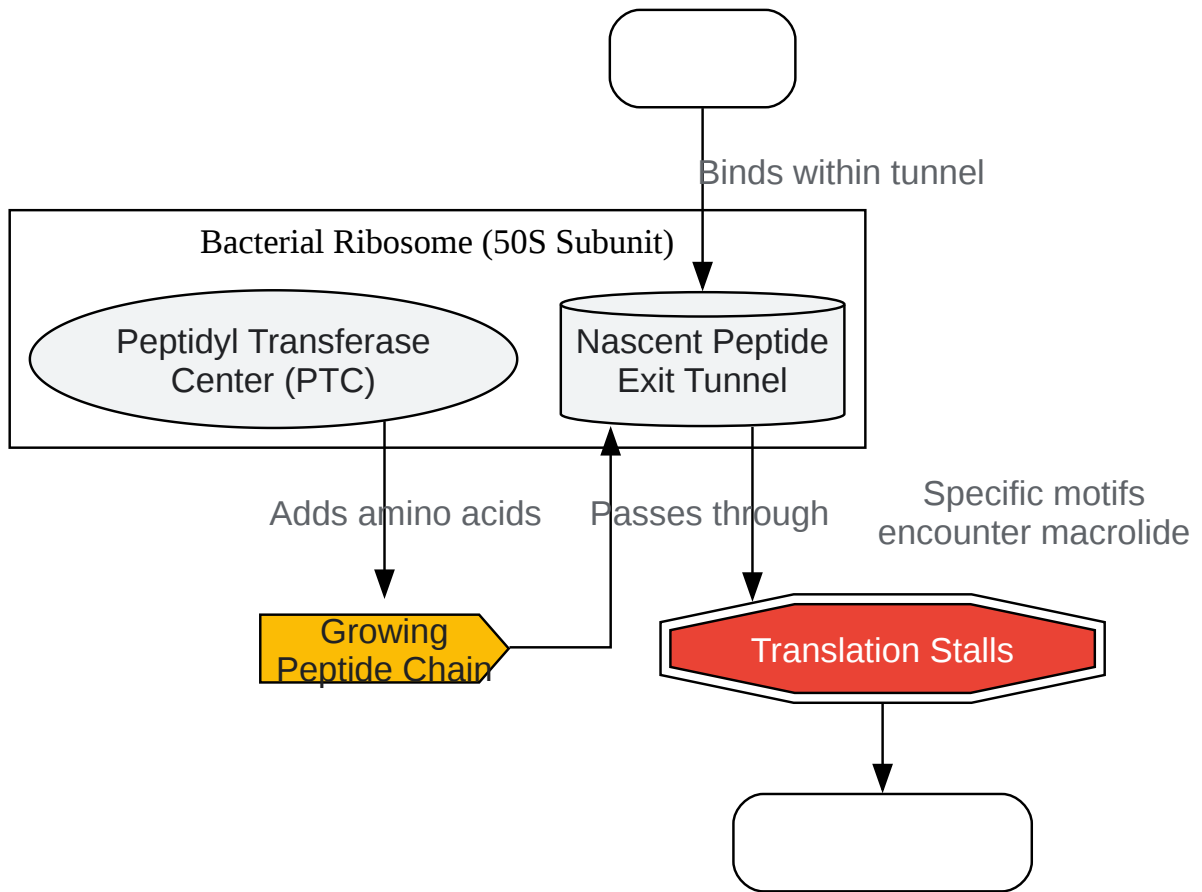 Binds within tunnel
Bacterial Ribosome (50S Subunit)
Peptidyl Transferase
Center (PTC)
Nascent Peptide
Exit Tunnel
Adds amino acids
Passes through
Specific motifs
encounter macrolide
Growing
Peptide Chain
Translation Stalls